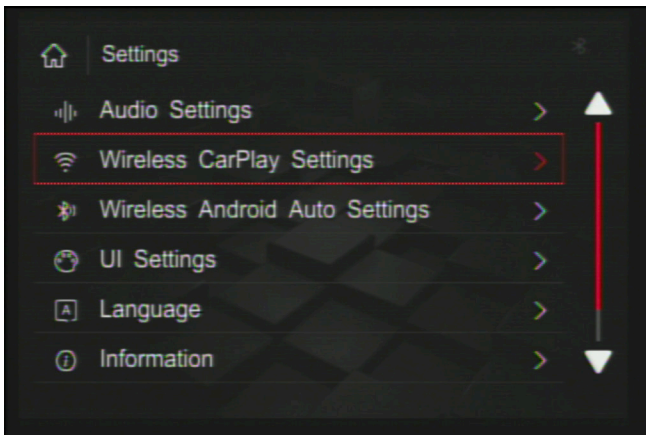 Settings
Audio Settings
Wireless CarPlay Settings
Wireless Android Auto Settings
UI Settings
A Language
Information